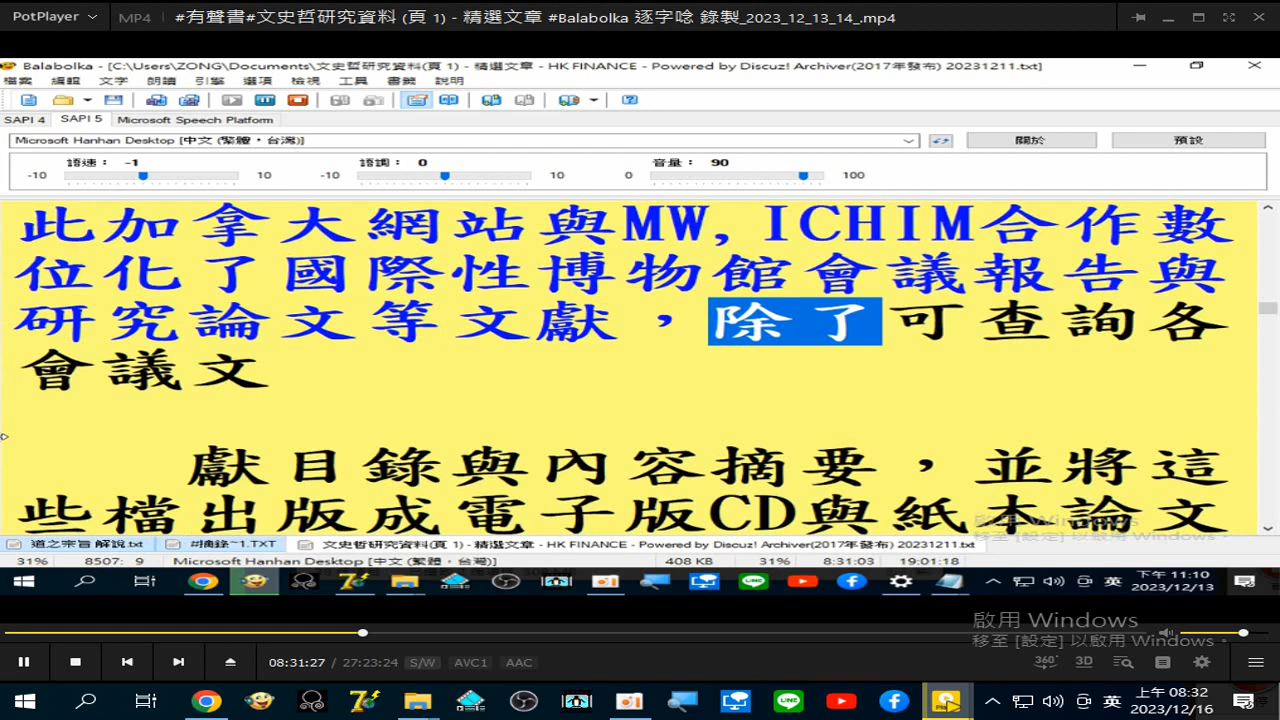 PotPlayer MP4 #有聲書#文史哲研究資料 (頁 1) - 精選文章 #Balabolka 逐字唸 錄製_2023_12_13_14_.mp4
Balabolka - [C:\Users\ZONG\Documents\文史哲研究資料(頁 1) - 精選文章 - HK FINANCE - Powered by Discuz! Archiver(2017年發布) 20231211.txt]
檔案 編輯 文字 朗讀 引擎 選項 檢視 工具 書籤 說明
SAPI 4 SAPI 5 Microsoft Speech Platform
Microsoft Hanhan Desktop [中文 (繁體，台灣)] 關於 預設
語速： -1 語調： 0 音量： 90
-10 10 -10 10 0 100
此加拿大網站與MW, ICHIM合作數
位化了國際性博物館會議報告與
研究論文等文獻，除了可查詢各
會議文
獻目錄與內容摘要，並將這
些檔出版成電子版CD與紙本論文
啟用 Windows
移至 [設定] 以啟用 Windows。
道之宗旨 解說.txt #摘錄~1.TXT 文史哲研究資料(頁 1) - 精選文章 - HK FINANCE - Powered by Discuz! Archiver(2017年發布) 20231211.txt
31% 8507: 9 Microsoft Hanhan Desktop [中文 (繁體，台灣)] 408 KB 31% 8:31:03 19:01:18
英 下午 11:10
2023/12/13
啟用 Windows
移至 [設定] 以啟用 Windows。
08:31:27 / 27:23:24 S/W AVC1 AAC 360° 3D
英 上午 08:32
2023/12/16